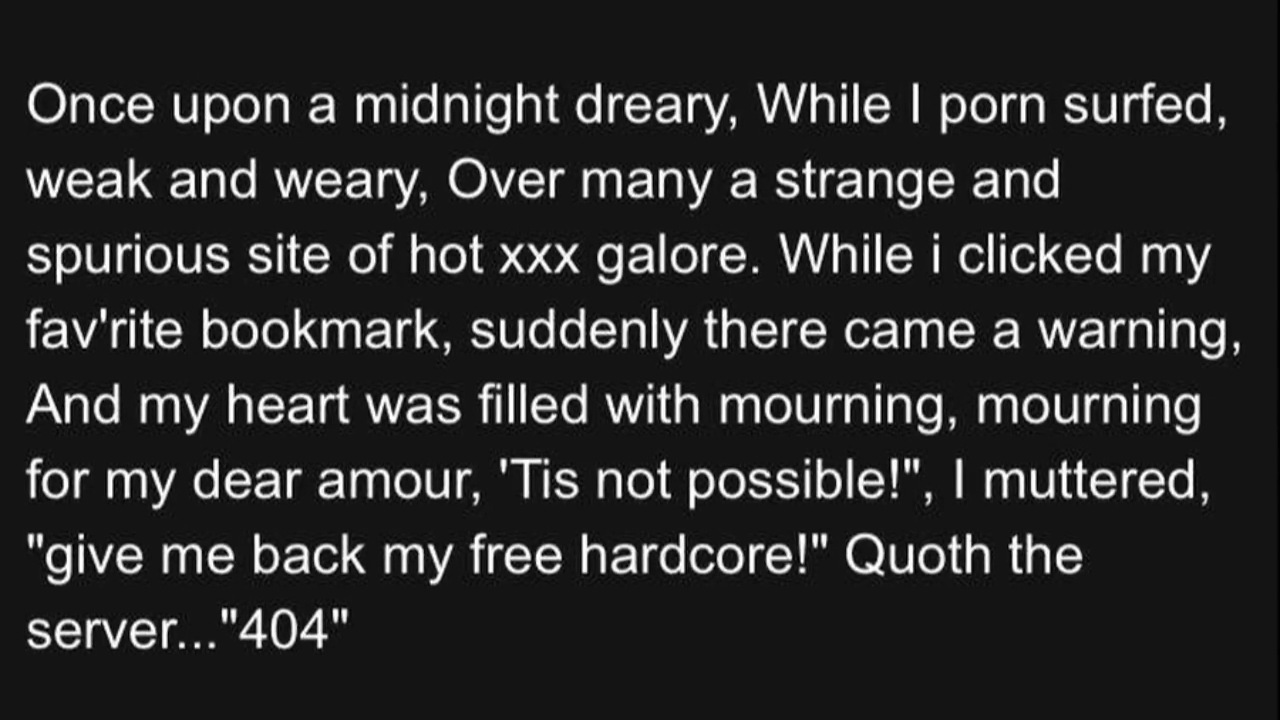 Once upon a midnight dreary, While I porn surfed,
weak and weary, Over many a strange and
spurious site of hot xxx galore. While i clicked my
fav'rite bookmark, suddenly there came a warning,
And my heart was filled with mourning, mourning
for my dear amour, 'Tis not possible!", I muttered,
"give me back my free hardcore!" Quoth the
server..."404"